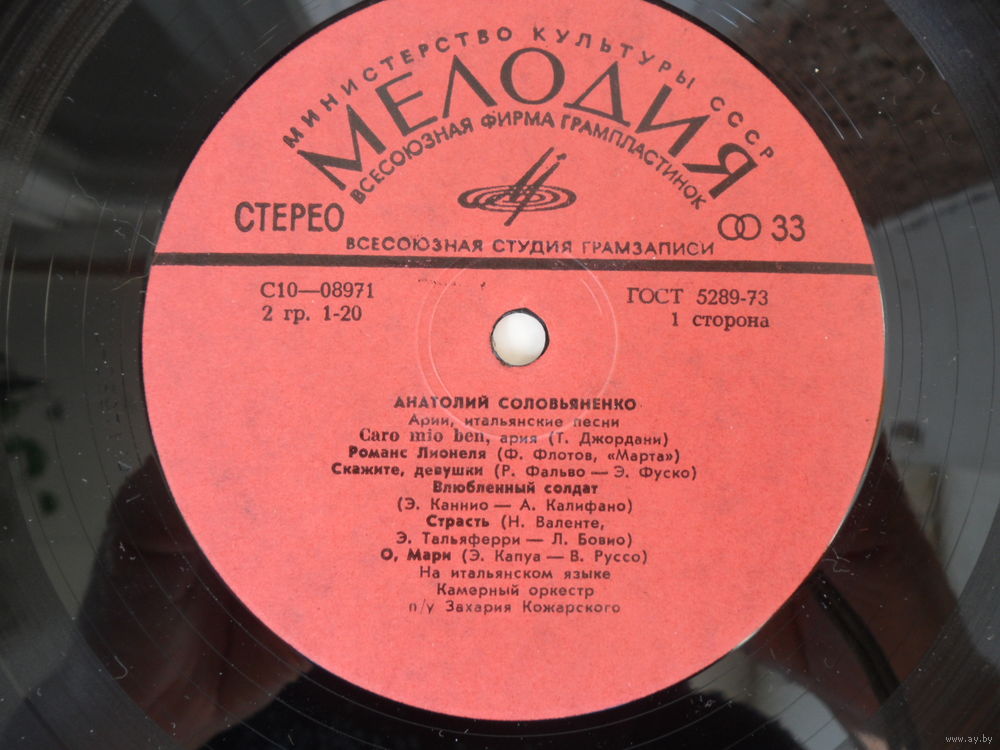 МИНИСТЕРСТВО КУЛЬТУРЫ СССР
МЕЛОДИЯ
ВСЕСОЮЗНАЯ ФИРМА ГРАМПЛАСТИНОК
СТЕРЕО
33
ВСЕСОЮЗНАЯ СТУДИЯ ГРАМЗАПИСИ
С10—08971
ГОСТ 5289-73
2 гр. 1-20
1 сторона
АНАТОЛИЙ СОЛОВЬЯНЕНКО
Арии, итальянские песни
Caro mio ben, ария (Т. Джордани)
Романс Лионеля (Ф. Флотов, «Марта»)
Скажите, девушки (Р. Фальво — Э. Фуско)
Влюбленный солдат
(Э. Каннио — А. Калифано)
Страсть (Н. Валенте,
Э. Тальяферри — Л. Бовио)
О, Мари (Э. Капуа — В. Руссо)
На итальянском языке
Камерный оркестр
п/у Захария Кожарского
www.ay.by